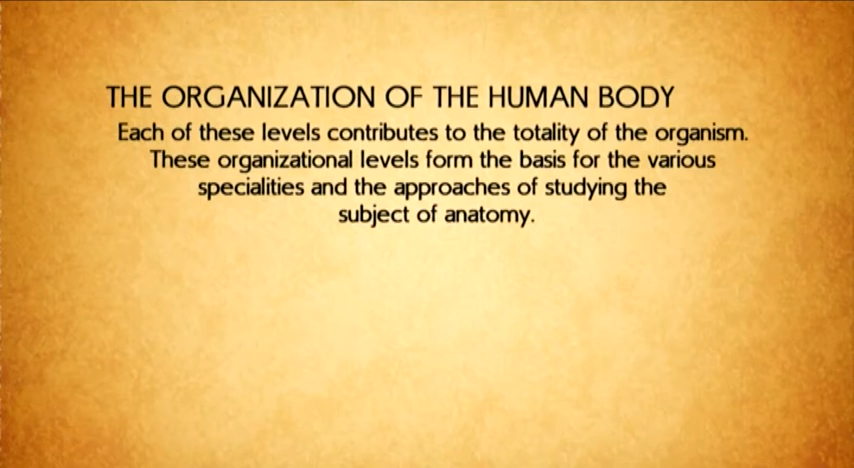 THE ORGANIZATION OF THE HUMAN BODY
Each of these levels contributes to the totality of the organism.
These organizational levels form the basis for the various
specialities and the approaches of studying the
subject of anatomy.